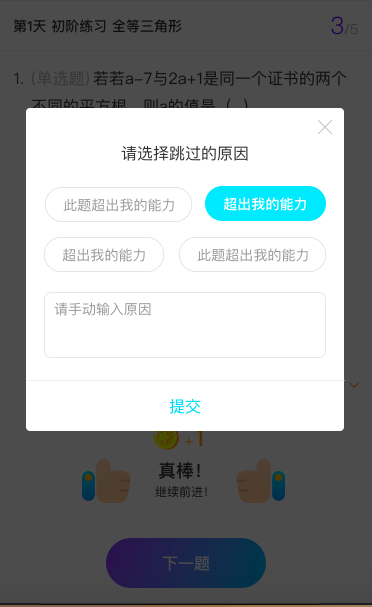 第1天 初阶练习 全等三角形
3/5
1. (单选题)若若a-7与2a+1是同一个证书的两个
不同的平方根，则a的值是（ ）
请选择跳过的原因
此题超出我的能力
超出我的能力
超出我的能力
此题超出我的能力
请手动输入原因
提交
+1
真棒！
继续前进！
下一题